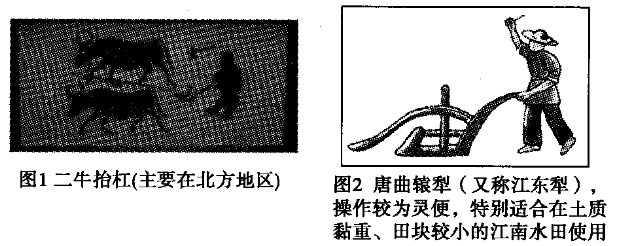 图1 二牛抬杠(主要在北方地区)
图2 唐曲辕犁（又称江东犁），
操作较为灵便，特别适合在土质
黏重、田块较小的江南水田使用